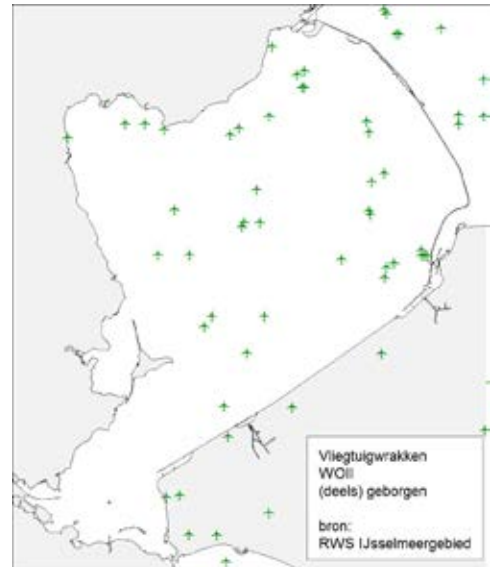 Vliegtuigwrakken
WOII
(deels) geborgen
bron:
RWS IJsselmeergebied